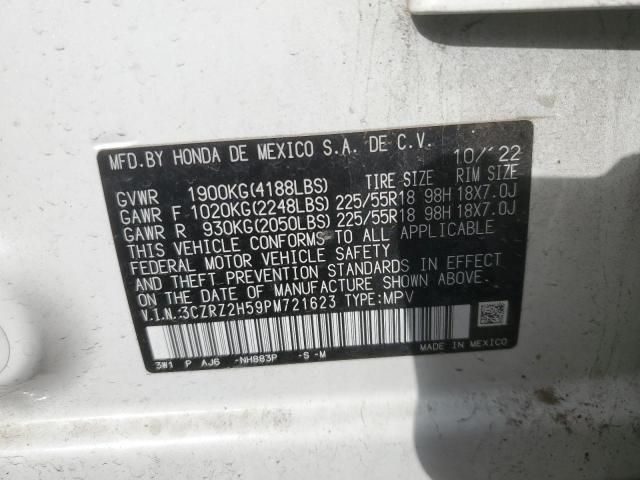 MFD.BY HONDA DE MEXICO S.A. DE C.V. 10/22
TIRE SIZE RIM SIZE
GVWR 1900KG(4188LBS)
GAWR F 1020KG(2248LBS) 225/55R18 98H 18X7.0J
GAWR R 930KG(2050LBS) 225/55R18 98H 18X7.0J
THIS VEHICLE CONFORMS TO ALL APPLICABLE
FEDERAL MOTOR VEHICLE SAFETY
AND THEFT PREVENTION STANDARDS IN EFFECT
ON THE DATE OF MANUFACTURE SHOWN ABOVE.
V.I.N.:3CZRZ2H59PM721623 TYPE:MPV
3W1 P AJ6 -NH883P -S -M
MADE IN MEXICO